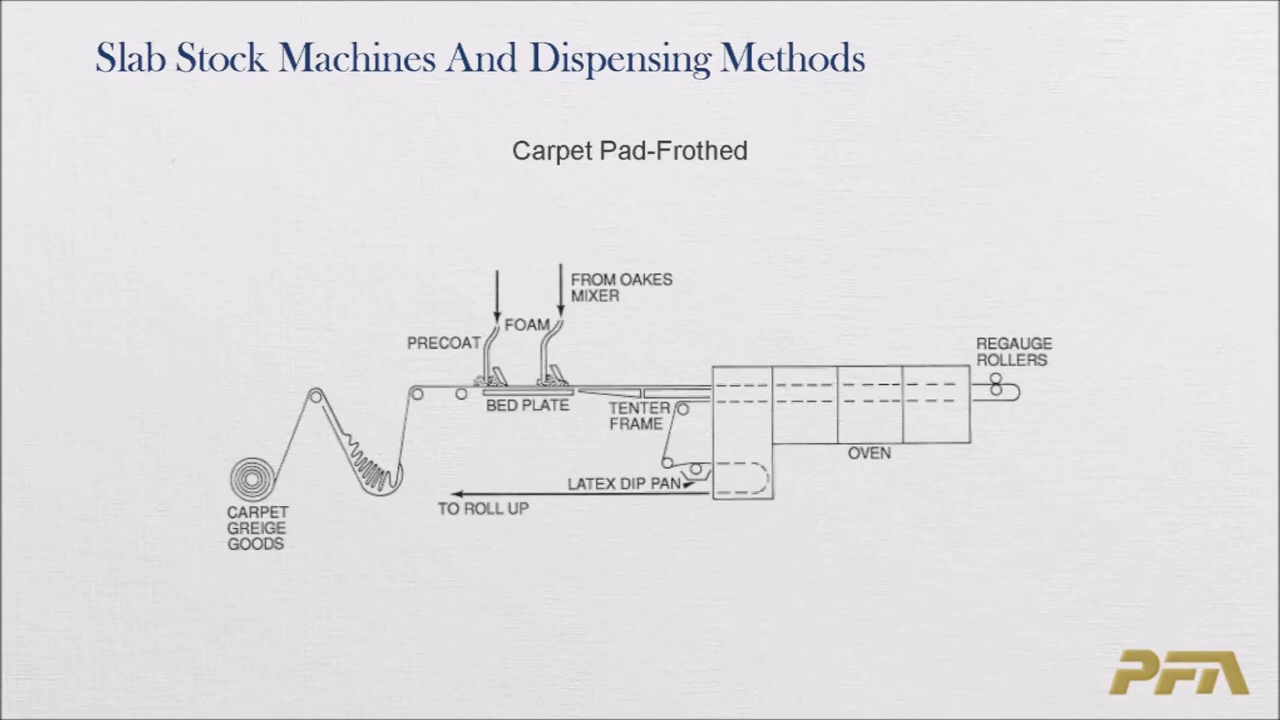 Slab Stock Machines And Dispensing Methods
Carpet Pad-Frothed
FROM OAKES
MIXER
FOAM
PRECOAT
REGAUGE
ROLLERS
BED PLATE
TENTER
FRAME
OVEN
LATEX DIP PAN
TO ROLL UP
CARPET
GREIGE
GOODS
PFA